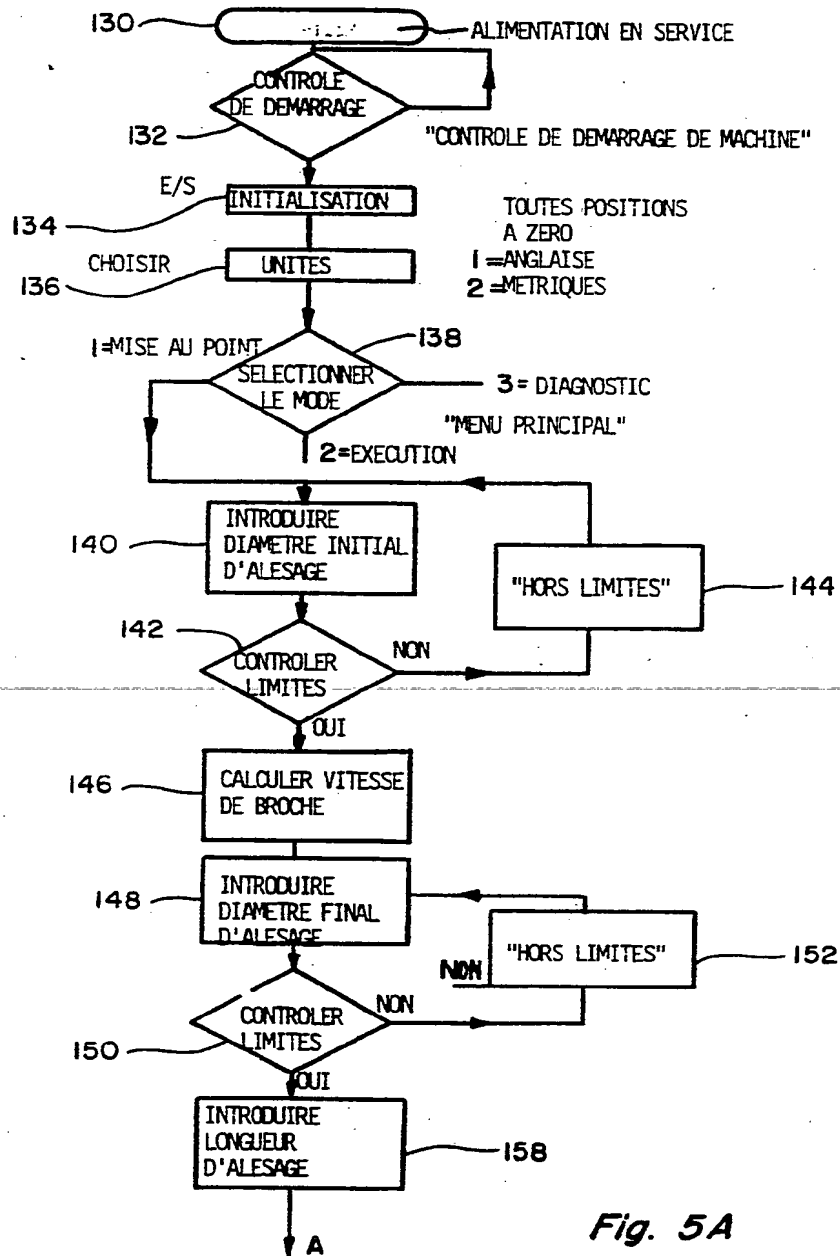 130
ALIMENTATION EN SERVICE
CONTROLE
DE DEMARRAGE
132
"CONTROLE DE DEMARRAGE DE MACHINE"
E/S
INITIALISATION
134
TOUTES POSITIONS
A ZERO
1=ANGLAISE
2=METRIQUES
CHOISIR
UNITES
136
1=MISE AU POINT
138
SELECTIONNER
LE MODE
3= DIAGNOSTIC
"MENU PRINCIPAL"
2=EXECUTION
INTRODUIRE
DIAMETRE INITIAL
D'ALESAGE
140
"HORS LIMITES"
144
142
CONTROLER
LIMITES
NON
OUI
146
CALCULER VITESSE
DE BROCHE
148
INTRODUIRE
DIAMETRE FINAL
D'ALESAGE
"HORS LIMITES"
152
NON
CONTROLER
LIMITES
NON
150
OUI
INTRODUIRE
LONGUEUR
D'ALESAGE
158
A
Fig. 5A